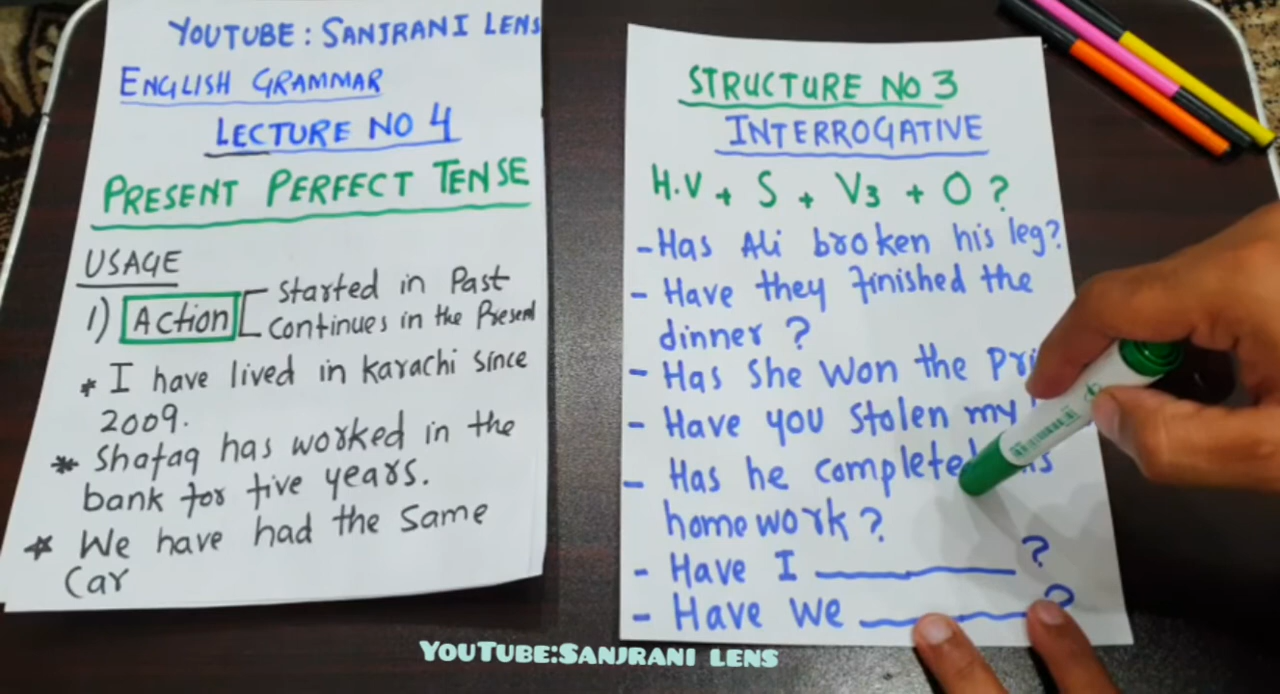 YOUTUBE: SANJRANI LENS
ENGLISH GRAMMAR
LECTURE NO 4
PRESENT PERFECT TENSE
USAGE
1) Action started in Past
continues in the Present
* I have lived in Karachi since
2009.
* Shafaq has worked in the
bank for five years.
* We have had the same
Car
STRUCTURE NO 3
INTERROGATIVE
H.V + S + V3 + O ?
- Has Ali broken his leg?
- Have they finished the
dinner ?
- Has She Won the
- Have you Stolen my
- Has he
homework ?
- Have I ______ ?
- Have We ______ ?
YOUTUBE:SANJRANI LENS